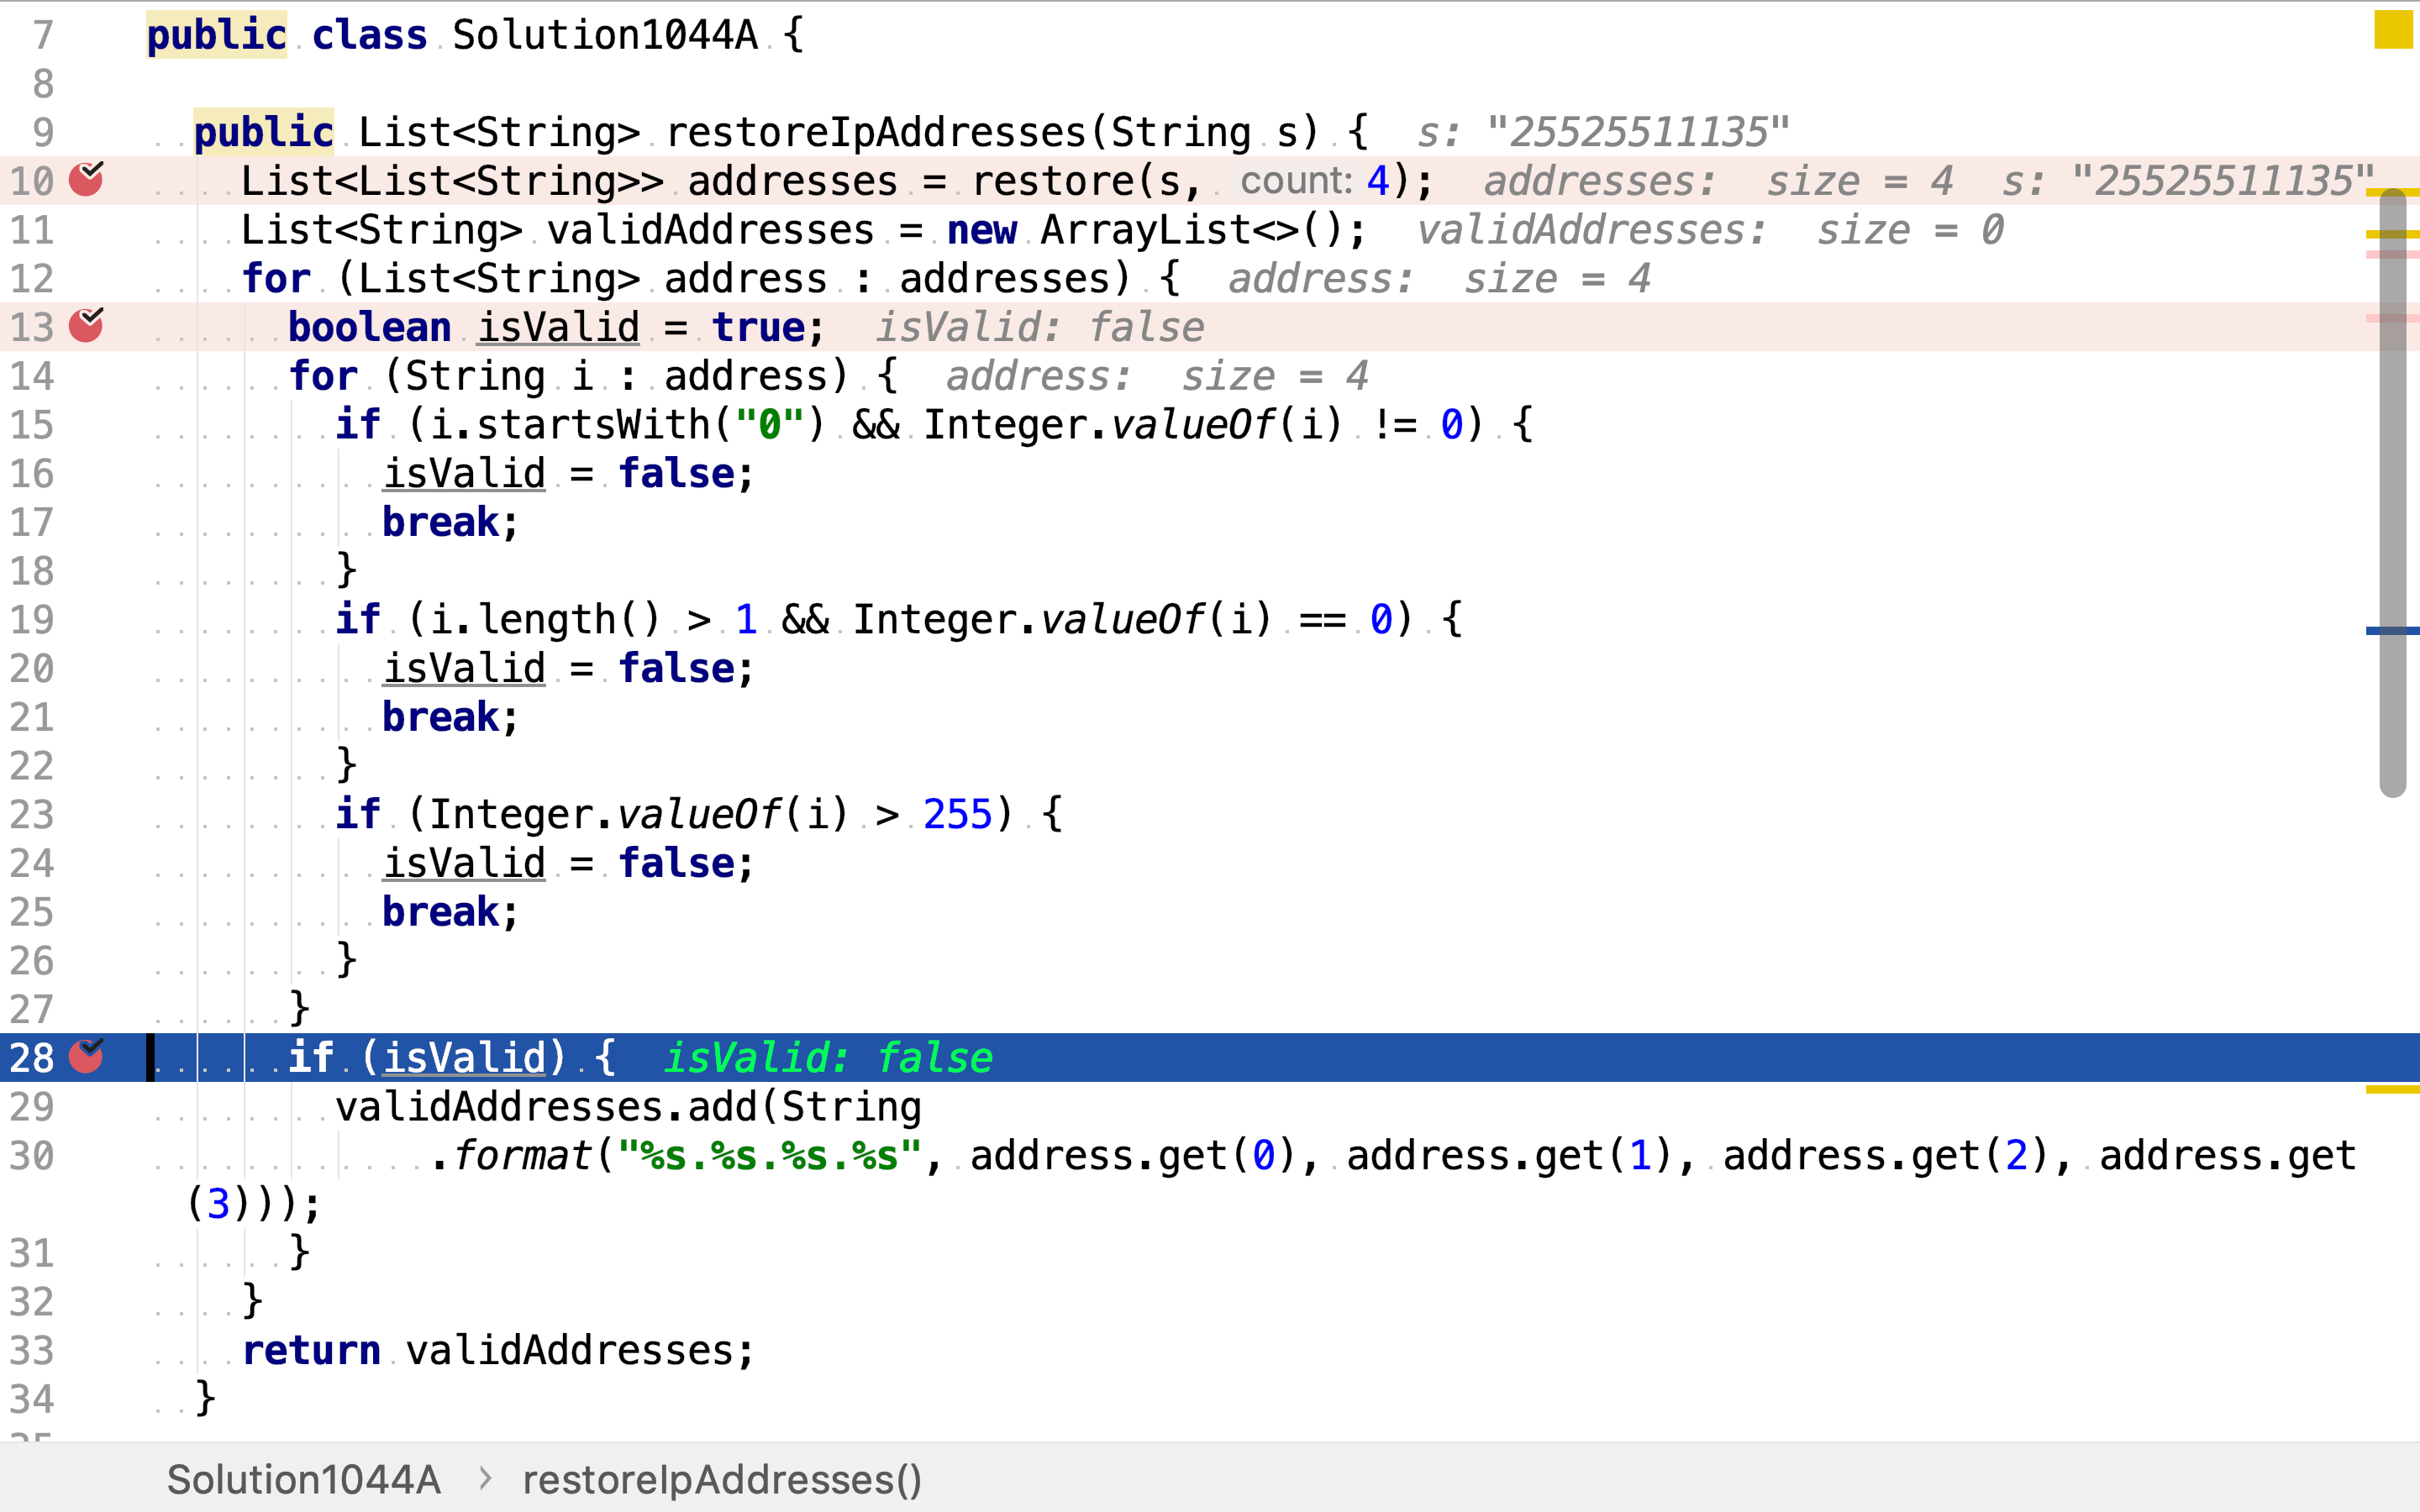 7 public class Solution1044A {
8
9 public List<String> restoreIpAddresses(String s) { s: "25525511135"
10 List<List<String>> addresses = restore(s, count: 4); addresses: size = 4 s: "25525511135"
11 List<String> validAddresses = new ArrayList<>(); validAddresses: size = 0
12 for (List<String> address : addresses) { address: size = 4
13 boolean isValid = true; isValid: false
14 for (String i : address) { address: size = 4
15 if (i.startsWith("0") && Integer.valueOf(i) != 0) {
16 isValid = false;
17 break;
18 }
19 if (i.length() > 1 && Integer.valueOf(i) == 0) {
20 isValid = false;
21 break;
22 }
23 if (Integer.valueOf(i) > 255) {
24 isValid = false;
25 break;
26 }
27 }
28 if (isValid) { isValid: false
29 validAddresses.add(String
30 .format("%s.%s.%s.%s", address.get(0), address.get(1), address.get(2), address.get
(3)));
31 }
32 }
33 return validAddresses;
34 }
Solution1044A > restoreIpAddresses()